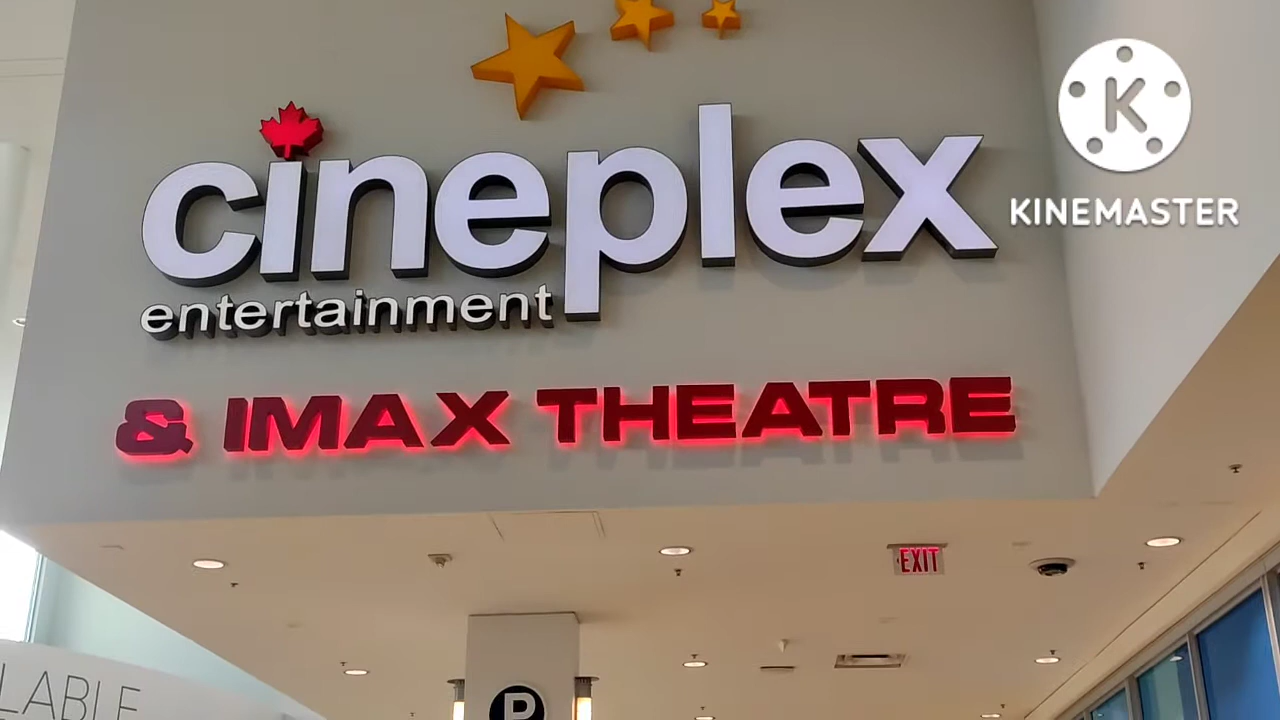 cineplex
entertainment
& IMAX THEATRE
K
KINEMASTER
EXIT
LABLE
P